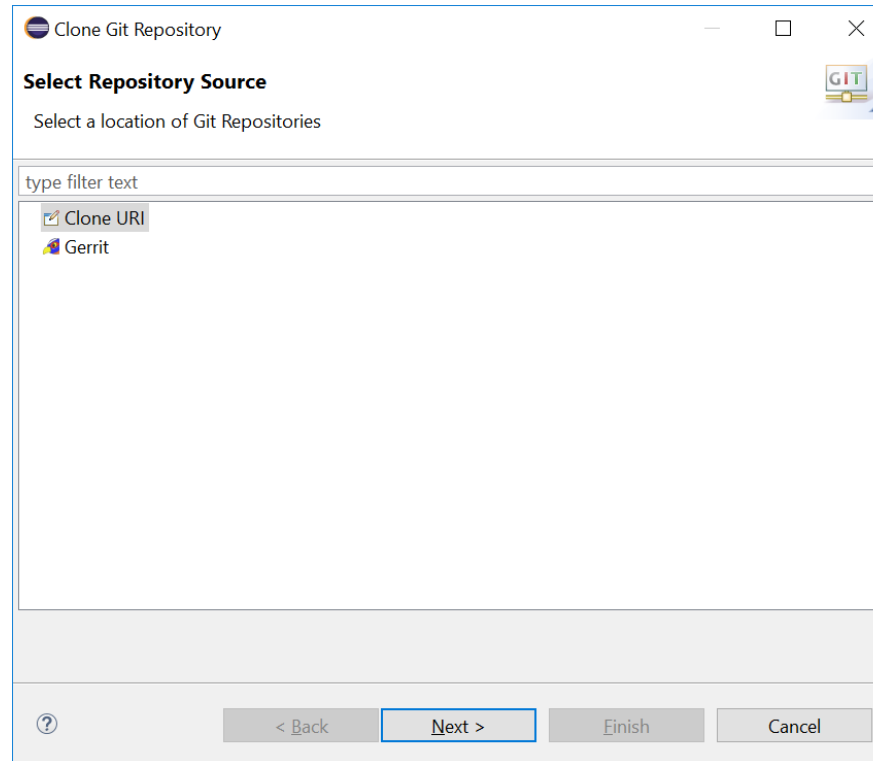 Clone Git Repository
Select Repository Source
GIT
Select a location of Git Repositories
type filter text
Clone URI
Gerrit
? < Back Next > Finish Cancel